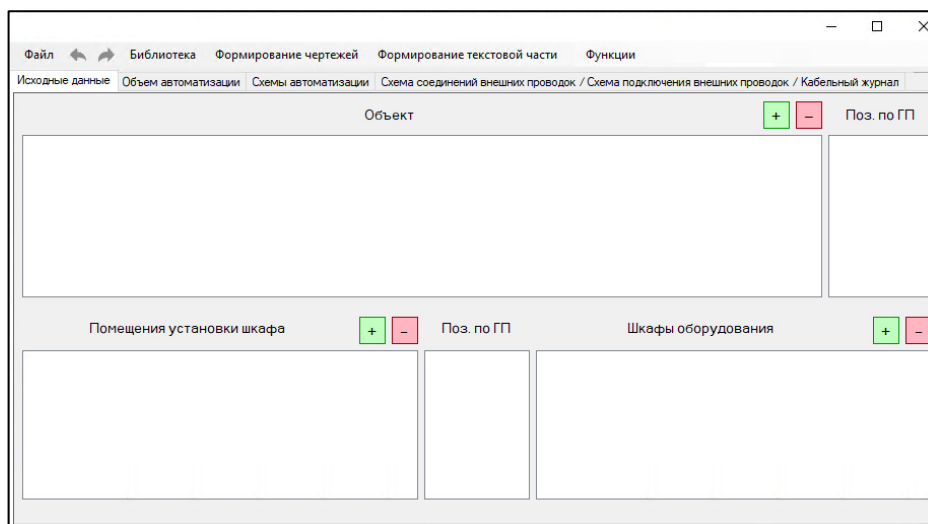 Файл Библиотека Формирование чертежей Формирование текстовой части Функции
Исходные данные Объем автоматизации Схемы автоматизации Схема соединений внешних проводок / Схема подключения внешних проводок / Кабельный журнал
Объект + − Поз. по ГП
Помещения установки шкафа + − Поз. по ГП Шкафы оборудования + −